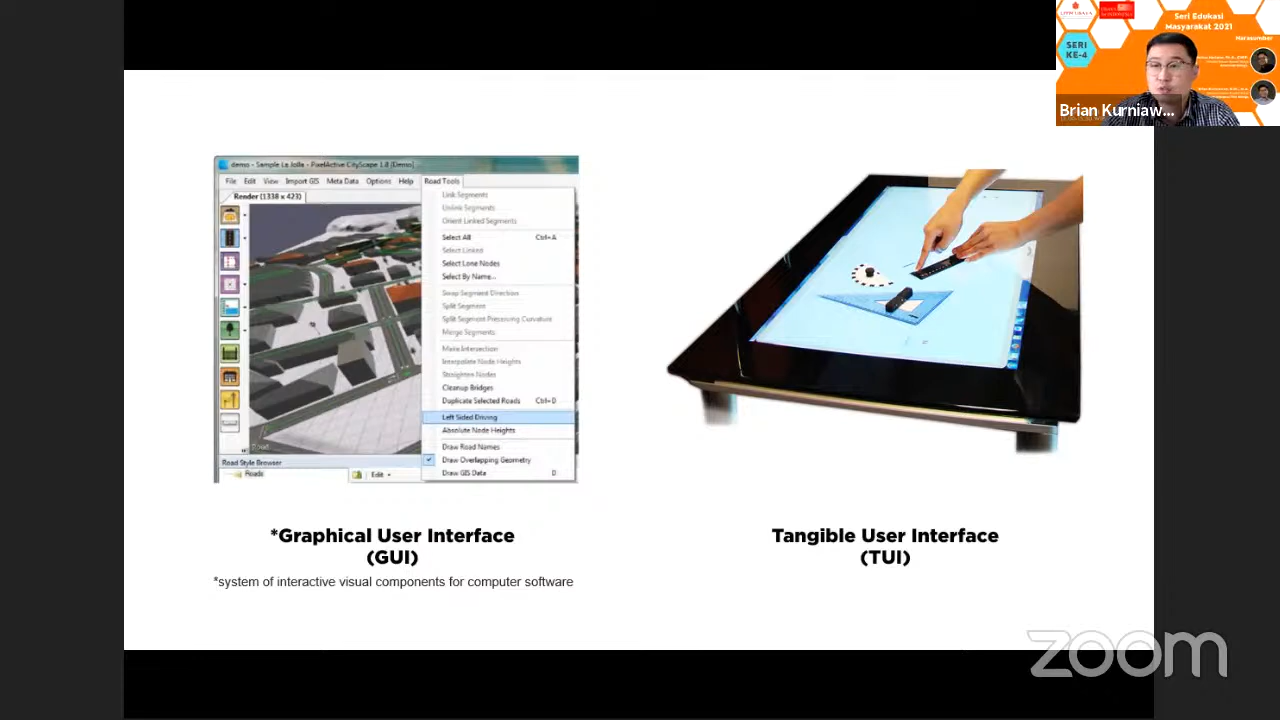 Seri Edukasi
Masyarakat 2021
Narasumber
SERI
KE-4
Brian Kurniaw...
demo - Sample La Jolla - PixelActive CityScape 1.8 [Demo]
File Edit View Import GIS Meta Data Options Help Road Tools
Render (1338 x 423)
Link Segments
Unlink Segments
Orient Linked Segments
Select All Ctrl+A
Select Linked
Select Lone Nodes
Select By Name...
Swap Segment Direction
Split Segment
Split Segment Preserving Curvature
Merge Segments
Make Intersection
Interpolate Node Heights
Straighten Nodes
Cleanup Bridges
Duplicate Selected Roads Ctrl+D
Left Sided Driving
Absolute Node Heights
Draw Road Names
Draw Overlapping Geometry
Draw GIS Data D
Road Style Browser
Roads
Edit
*Graphical User Interface
(GUI)
*system of interactive visual components for computer software
Tangible User Interface
(TUI)
zoom